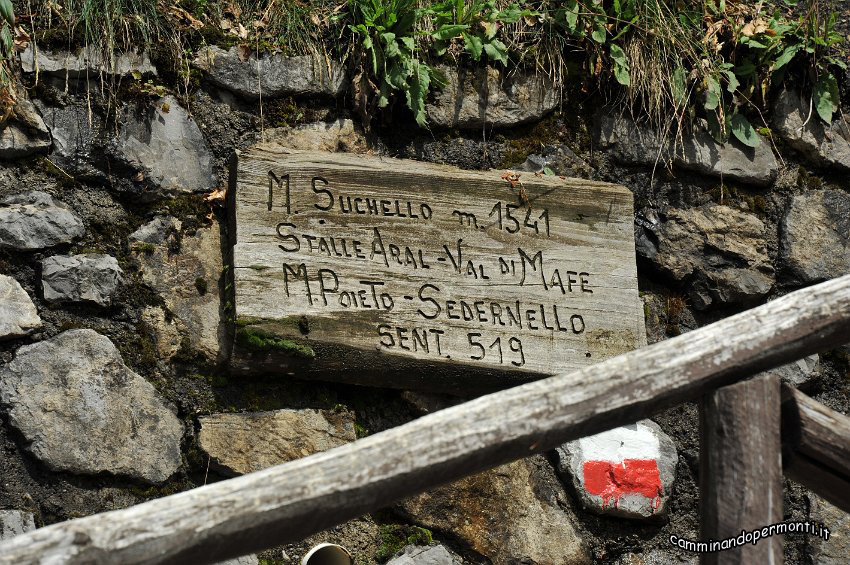 M. SUCHELLO m. 1541
STALLE ARAL - VAL DI MAFE
M. POIETO - SEDERNELLO
SENT. 519
camminandopermonti.it